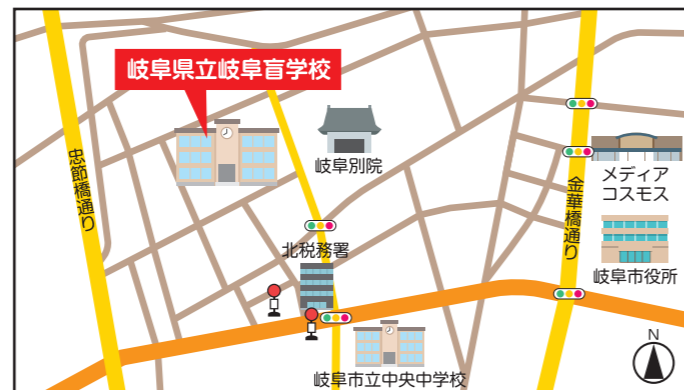 岐阜県立岐阜盲学校
岐阜別院
忠節橋通り
メディア
コスモス
金華橋通り
北税務署
岐阜市役所
岐阜市立中央中学校
N